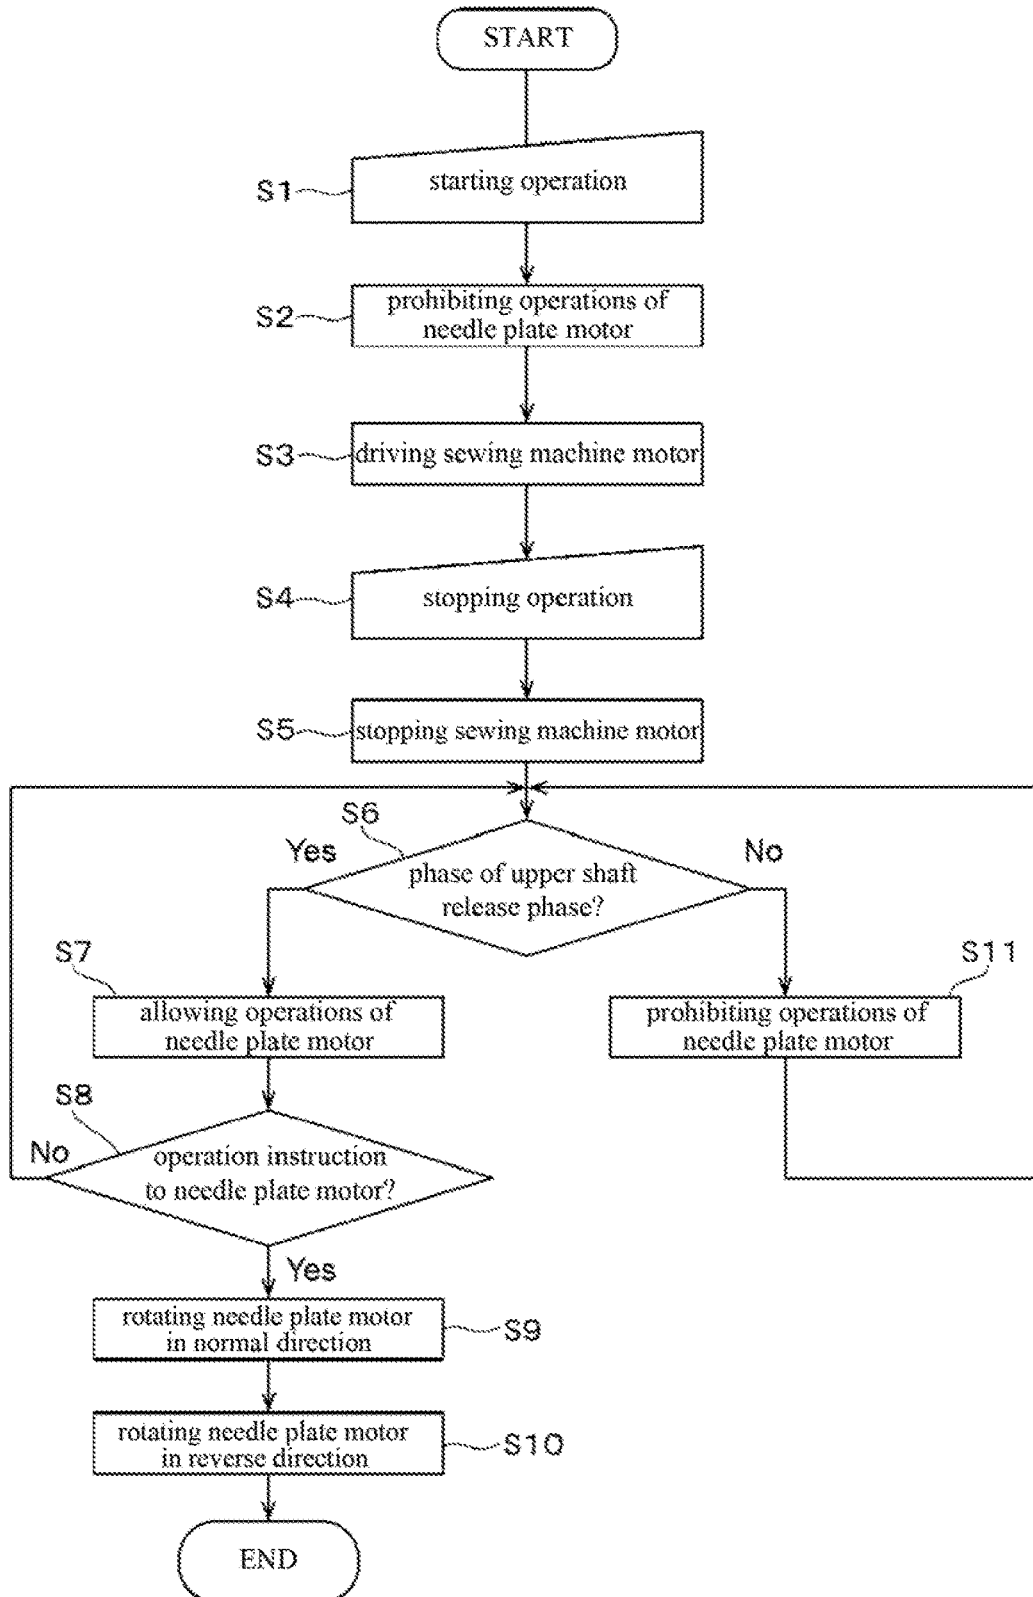 START
S1
starting operation
S2
prohibiting operations of
needle plate motor
S3
driving sewing machine motor
S4
stopping operation
S5
stopping sewing machine motor
S6
Yes
No
phase of upper shaft
release phase?
S7
allowing operations of
needle plate motor
S11
prohibiting operations of
needle plate motor
S8
No
operation instruction
to needle plate motor?
Yes
rotating needle plate motor
in normal direction
S9
rotating needle plate motor
in reverse direction
S10
END